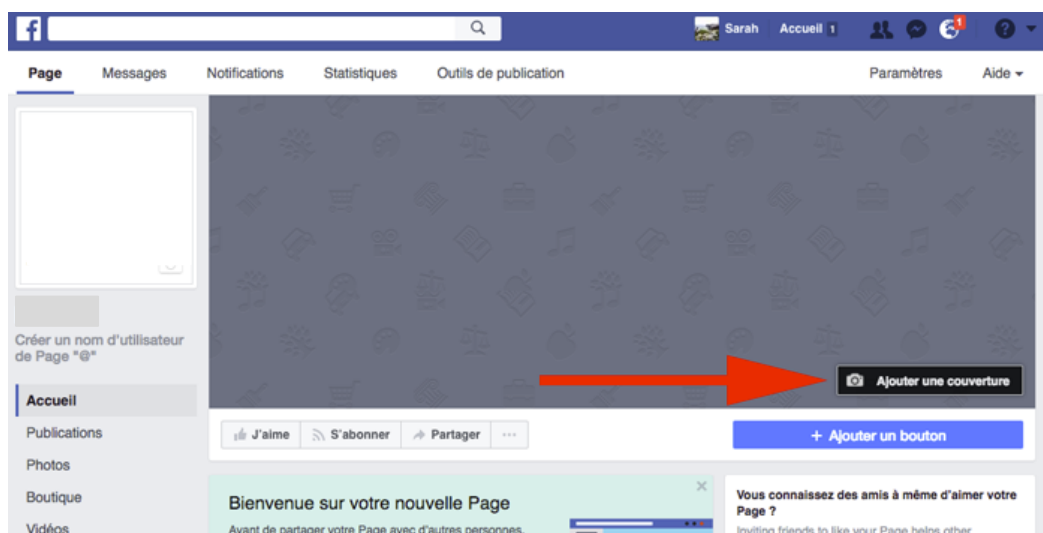 f
Sarah Accueil 1 1 ?
Page Messages Notifications Statistiques Outils de publication Paramètres Aide
Créer un nom d'utilisateur
de Page "@"
Accueil
Publications
Photos
Boutique
Vidéos
Ajouter une couverture
J'aime S'abonner Partager ...
+ Ajouter un bouton
Bienvenue sur votre nouvelle Page
Avant de partager votre Page avec d'autres personnes,
Vous connaissez des amis à même d'aimer votre
Page ?
Inviting friends to like your Page helps other